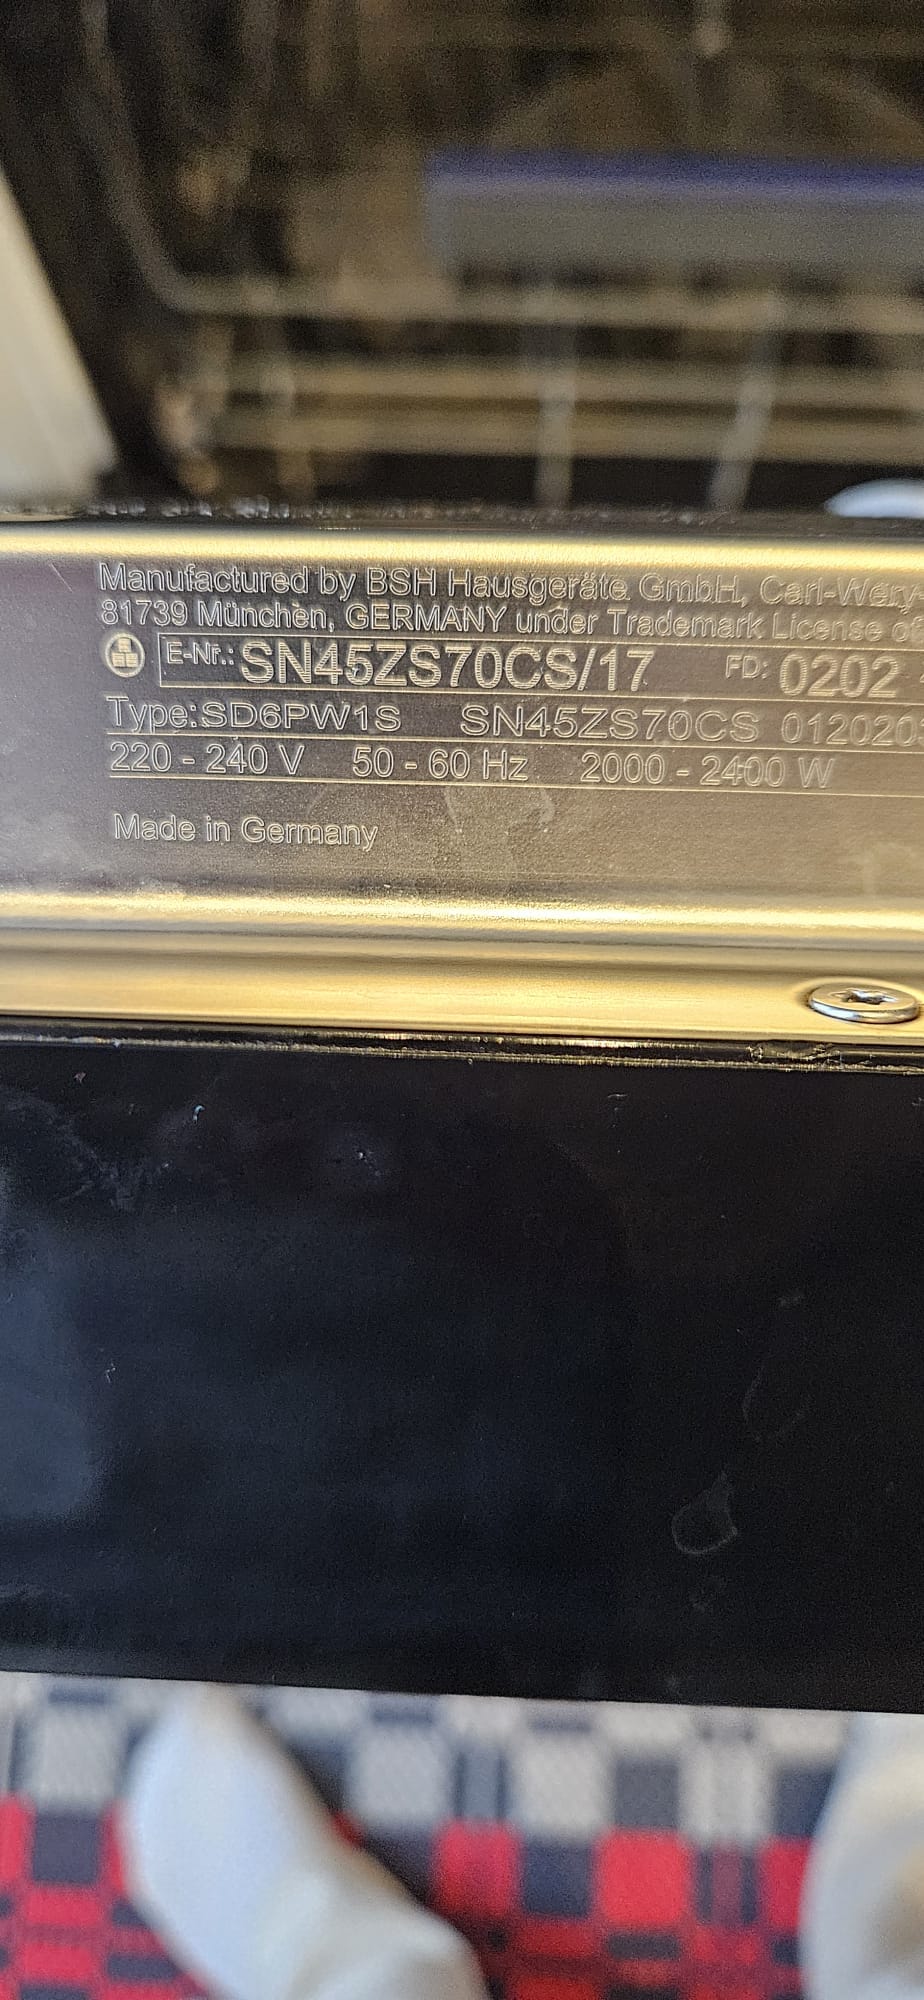 Manufactured by BSH Hausgeräte GmbH, Carl-Wery-
81739 München, GERMANY under Trademark License of
E-Nr.: SN45ZS70CS/17 FD: 0202
Type: SD6PW1S SN45ZS70CS 012020
220 - 240 V 50 - 60 Hz 2000 - 2400 W
Made in Germany